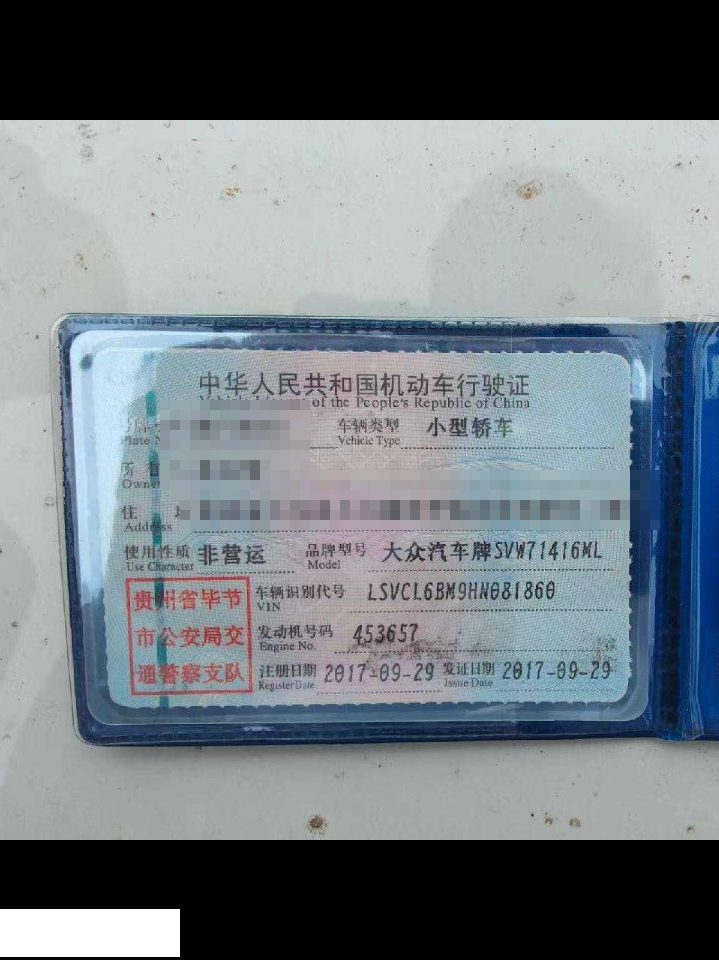 中华人民共和国机动车行驶证
of the People's Republic of China
Plate 车辆类型 小型轿车
Vehicle Type
所有
Owner
住
Address
使用性质 非营运 品牌型号 大众汽车牌SVW71416ML
Use Character Model
贵州省毕节
市公安局交
通警察支队
车辆识别代号 LSVCL6BM9HN081860
VIN
发动机号码 453657
Engine No.
注册日期 2017-09-29 发证日期 2017-09-29
Register Date Issue Date